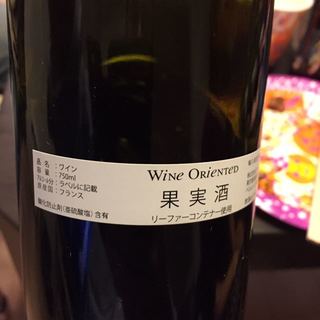 品名：ワイン
容量：750ml
アルコール分：ラベルに記載
原産国：フランス
酸化防止剤（亜硫酸塩）含有
WINE ORIENTED
果実酒
リーファーコンテナー使用